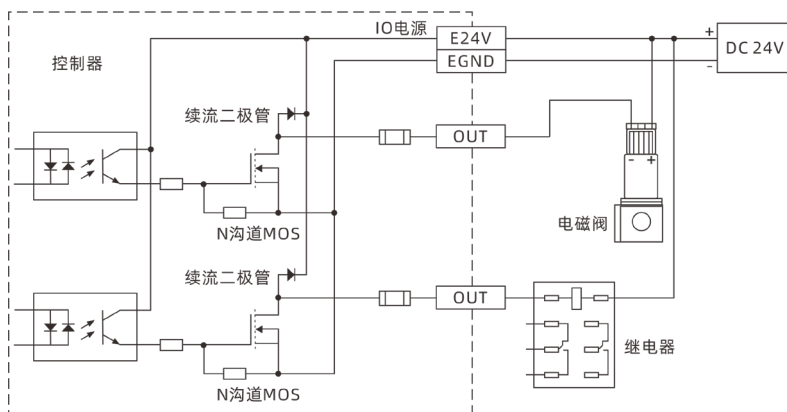 IO电源
E24V
+
DC 24V
控制器
EGND
-
续流二极管
OUT
- +
电磁阀
N沟道MOS
续流二极管
OUT
继电器
N沟道MOS